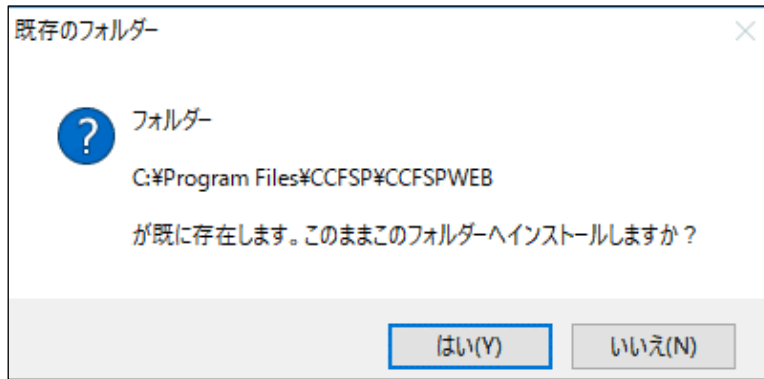 既存のフォルダー
フォルダー
C:¥Program Files¥CCFSP¥CCFSPWEB
が既に存在します。このままこのフォルダーへインストールしますか？
はい(Y)
いいえ(N)